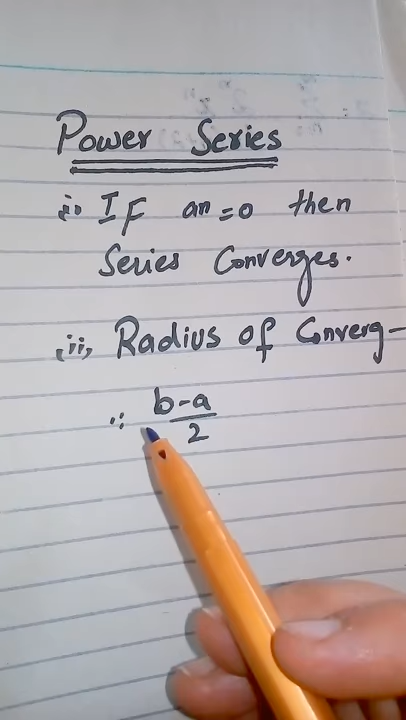 Power Series
i, IF an = 0 then
Series Converges.
ii, Radius of Converg-
∵ b-a
2